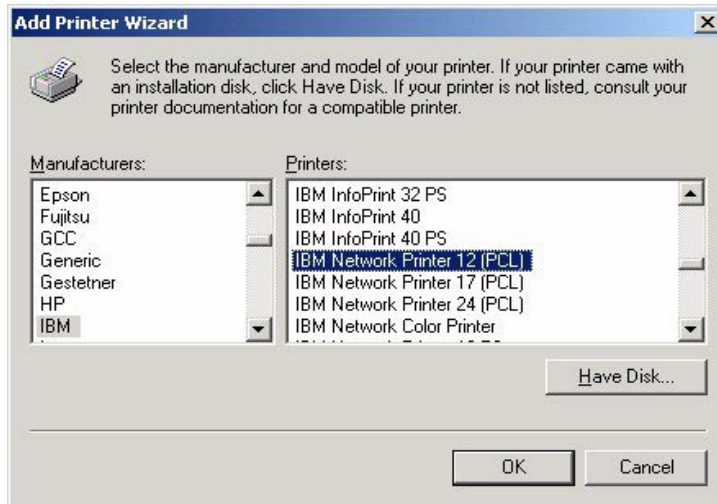 Add Printer Wizard
Select the manufacturer and model of your printer. If your printer came with
an installation disk, click Have Disk. If your printer is not listed, consult your
printer documentation for a compatible printer.
Manufacturers:
Epson
Fujitsu
GCC
Generic
Gestetner
HP
IBM
Printers:
IBM InfoPrint 32 PS
IBM InfoPrint 40
IBM InfoPrint 40 PS
IBM Network Printer 12 (PCL)
IBM Network Printer 17 (PCL)
IBM Network Printer 24 (PCL)
IBM Network Color Printer
Have Disk...
OK
Cancel